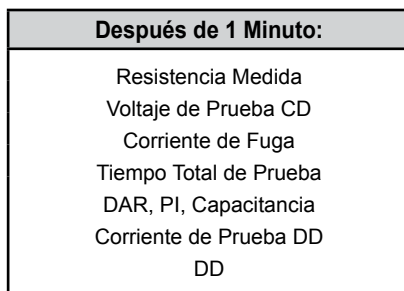 Después de 1 Minuto:
Resistencia Medida
Voltaje de Prueba CD
Corriente de Fuga
Tiempo Total de Prueba
DAR, PI, Capacitancia
Corriente de Prueba DD
DD